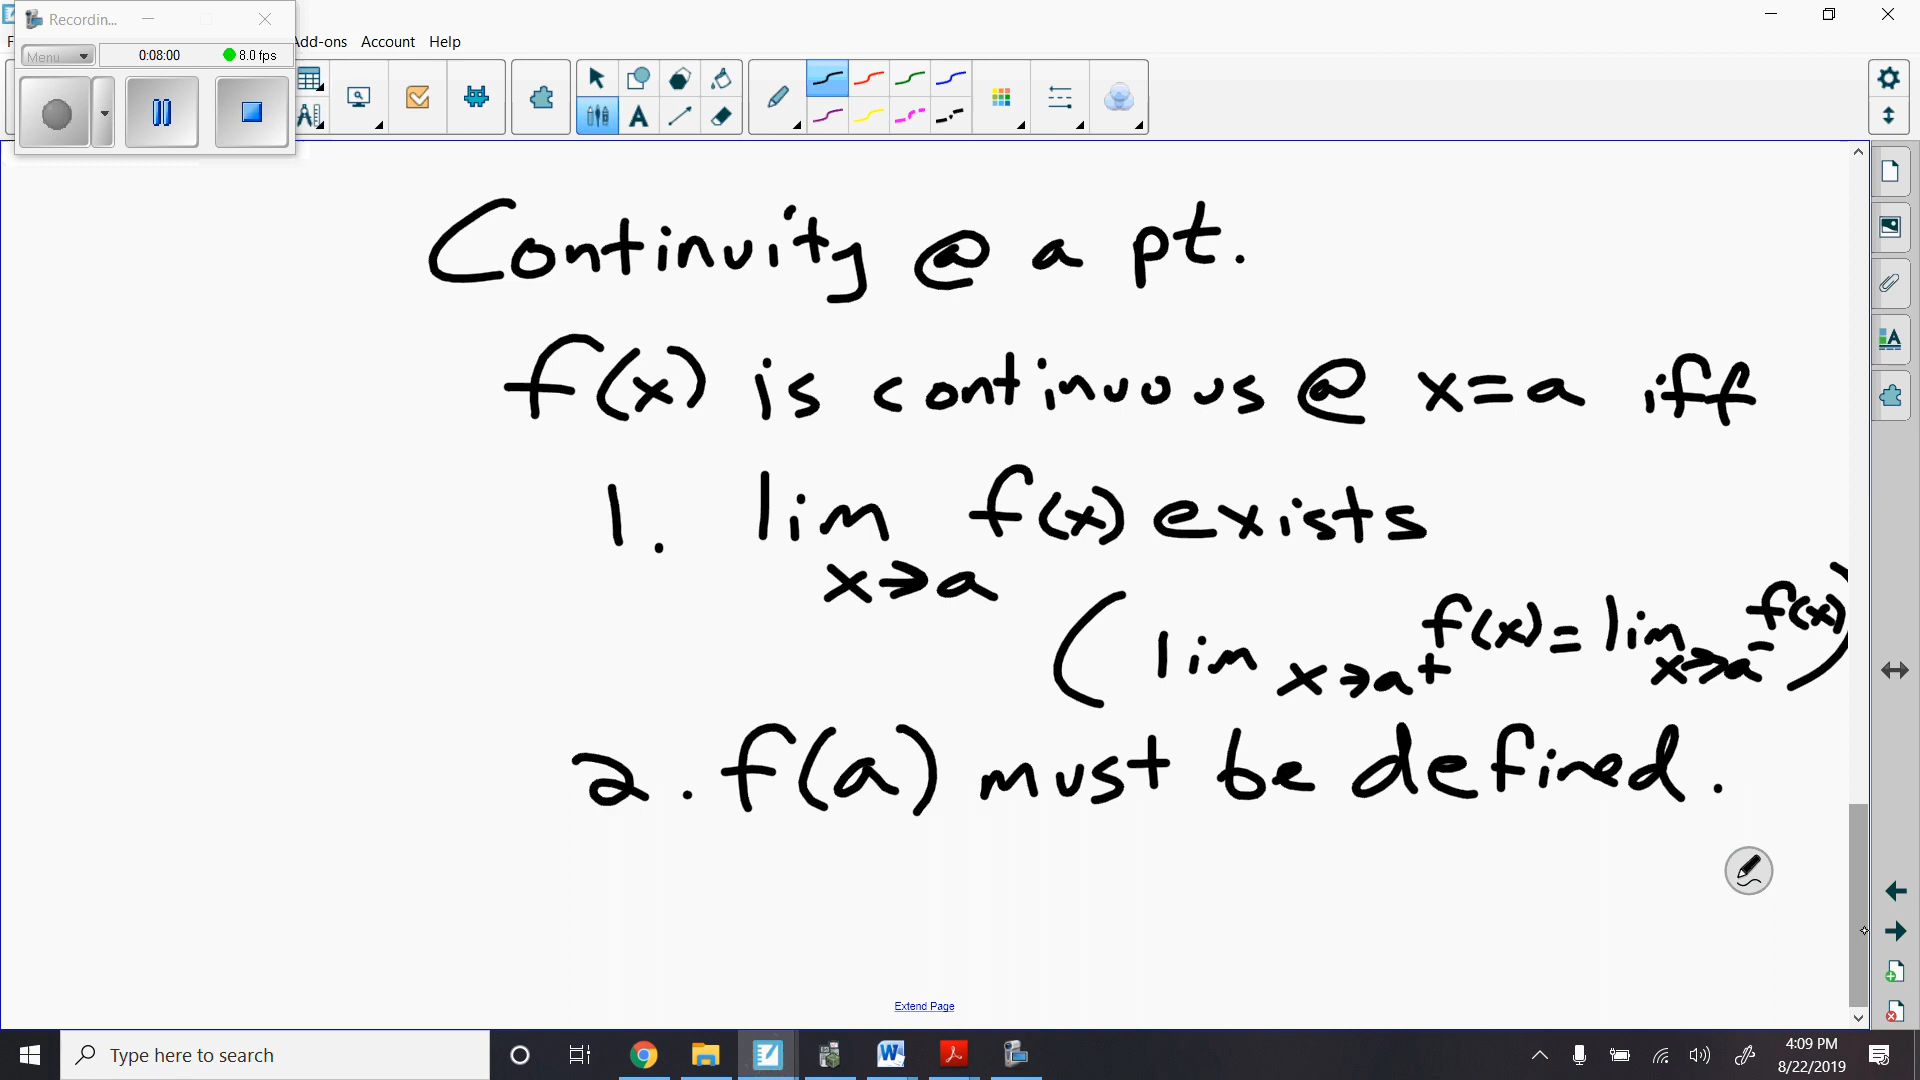 Recordin...
Menu 0:08:00 8.0 fps
Add-ons Account Help
Continuity @ a pt.
f(x) is continuous @ x=a iff
1. lim f(x) exists
x→a
(lim x→a+ f(x) = lim x→a- f(x))
2. f(a) must be defined.
Extend Page
Type here to search
4:09 PM
8/22/2019